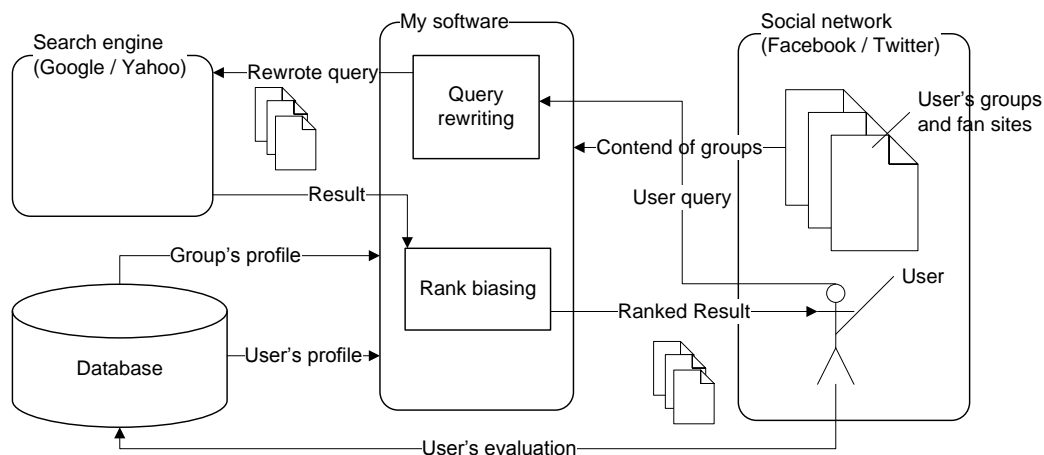 My software
Social network
(Facebook / Twitter)
Search engine
(Google / Yahoo)
Rewrote query
Query
rewriting
User's groups
and fan sites
Contend of groups
User query
Result
Group's profile
Rank biasing
User
Ranked Result
Database
User's profile
User's evaluation